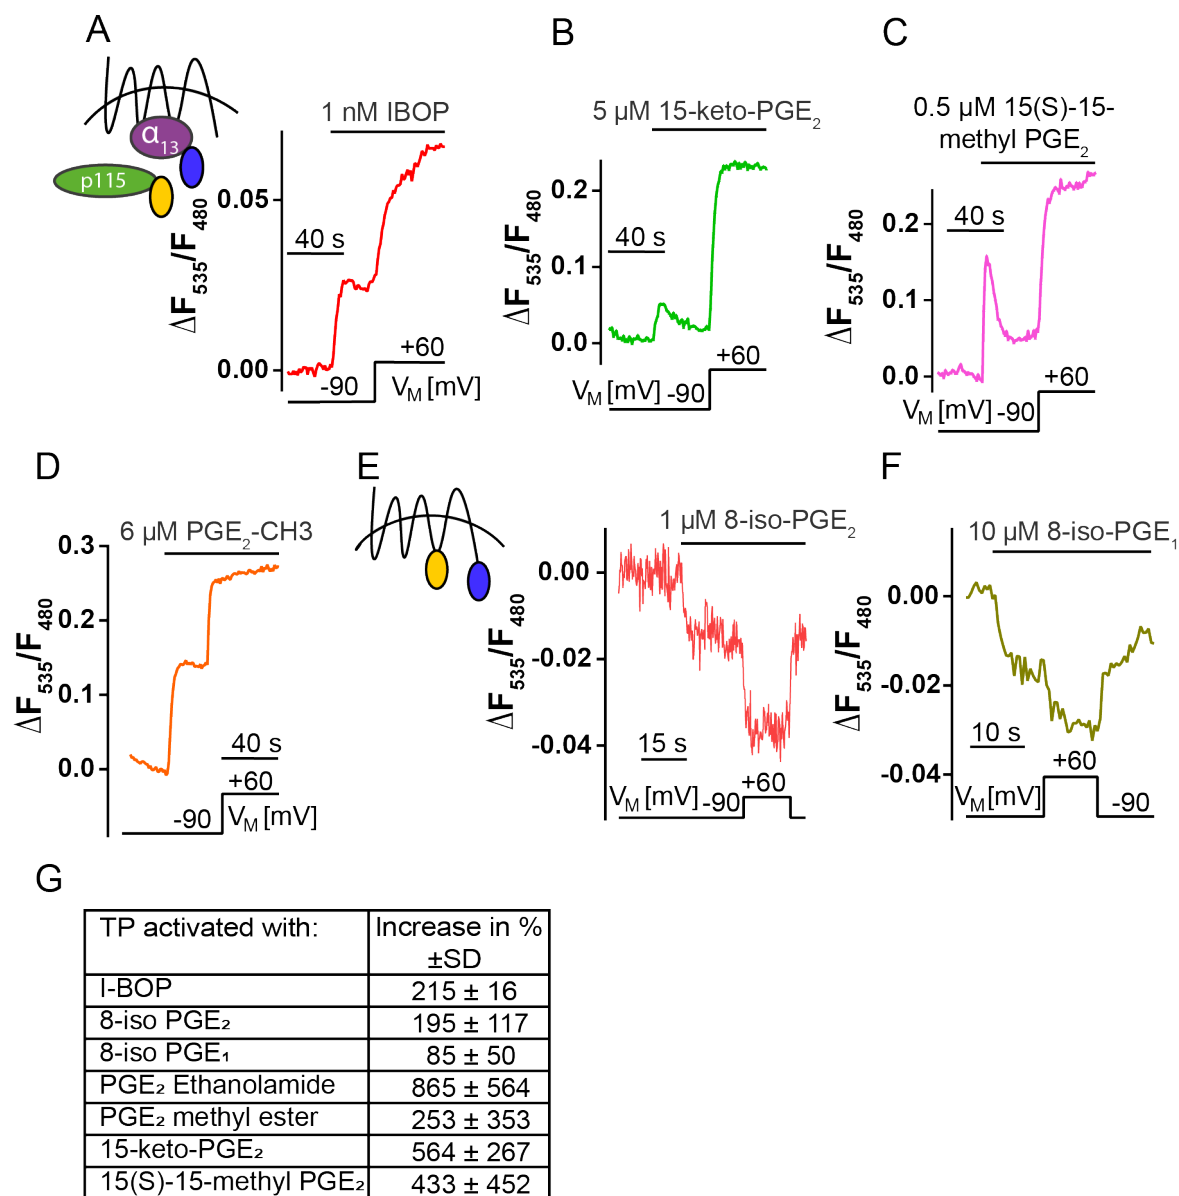 A
α13
p115
1 nM IBOP
ΔF535/F480
0.05
40 s
0.00
+60
-90
VM [mV]
B
5 µM 15-keto-PGE2
ΔF535/F480
0.2
40 s
0.1
0.0
+60
VM [mV] -90
C
0.5 µM 15(S)-15-
methyl PGE2
ΔF535/F480
0.2
40 s
0.1
0.0
+60
VM [mV] -90
D
6 µM PGE2-CH3
ΔF535/F480
0.3
0.2
0.1
0.0
40 s
+60
-90
VM [mV]
E
1 µM 8-iso-PGE2
ΔF535/F480
0.00
-0.02
-0.04
15 s
+60
VM [mV] -90
F
10 µM 8-iso-PGE1
ΔF535/F480
0.00
-0.02
-0.04
10 s
+60
VM [mV]
-90
G
TP activated with: Increase in %
±SD
I-BOP 215 ± 16
8-iso PGE₂ 195 ± 117
8-iso PGE₁ 85 ± 50
PGE₂ Ethanolamide 865 ± 564
PGE₂ methyl ester 253 ± 353
15-keto-PGE₂ 564 ± 267
15(S)-15-methyl PGE₂ 433 ± 452